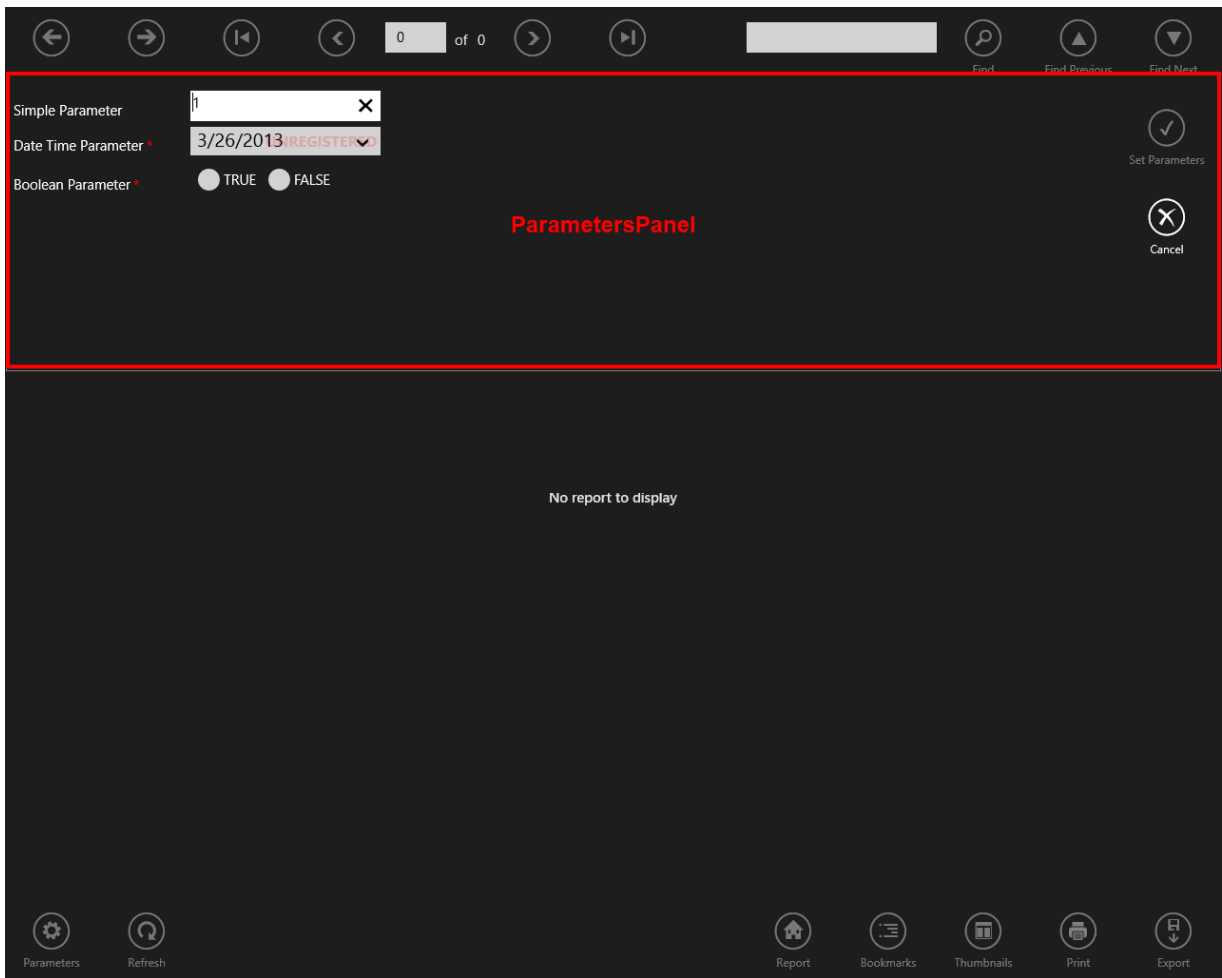 0 of 0
Find Find Previous Find Next
Simple Parameter 1
Date Time Parameter * 3/26/2013 UNREGISTERED
Set Parameters
Boolean Parameter * TRUE FALSE
ParametersPanel
Cancel
No report to display
Parameters Refresh Report Bookmarks Thumbnails Print Export